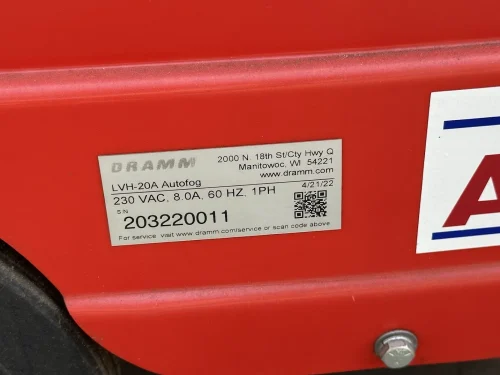 DRAMM
2000 N. 18th St/Cty Hwy Q
Manitowoc, WI 54221
www.dramm.com
LVH-20A Autofog
4/21/22
230 VAC, 8.0A, 60 HZ, 1PH
S/N
203220011
For service visit www.dramm.com/service or scan code above
A